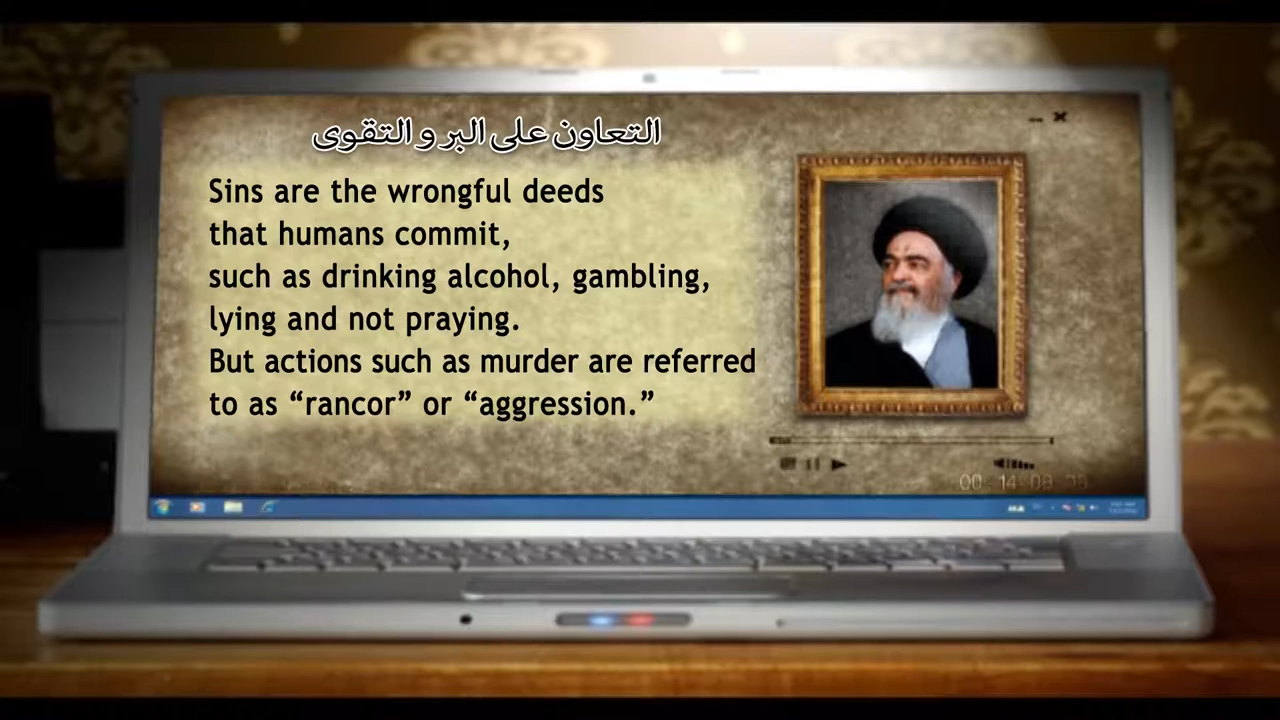 التعاون على البر و التقوى
Sins are the wrongful deeds
that humans commit,
such as drinking alcohol, gambling,
lying and not praying.
But actions such as murder are referred
to as “rancor” or “aggression.”